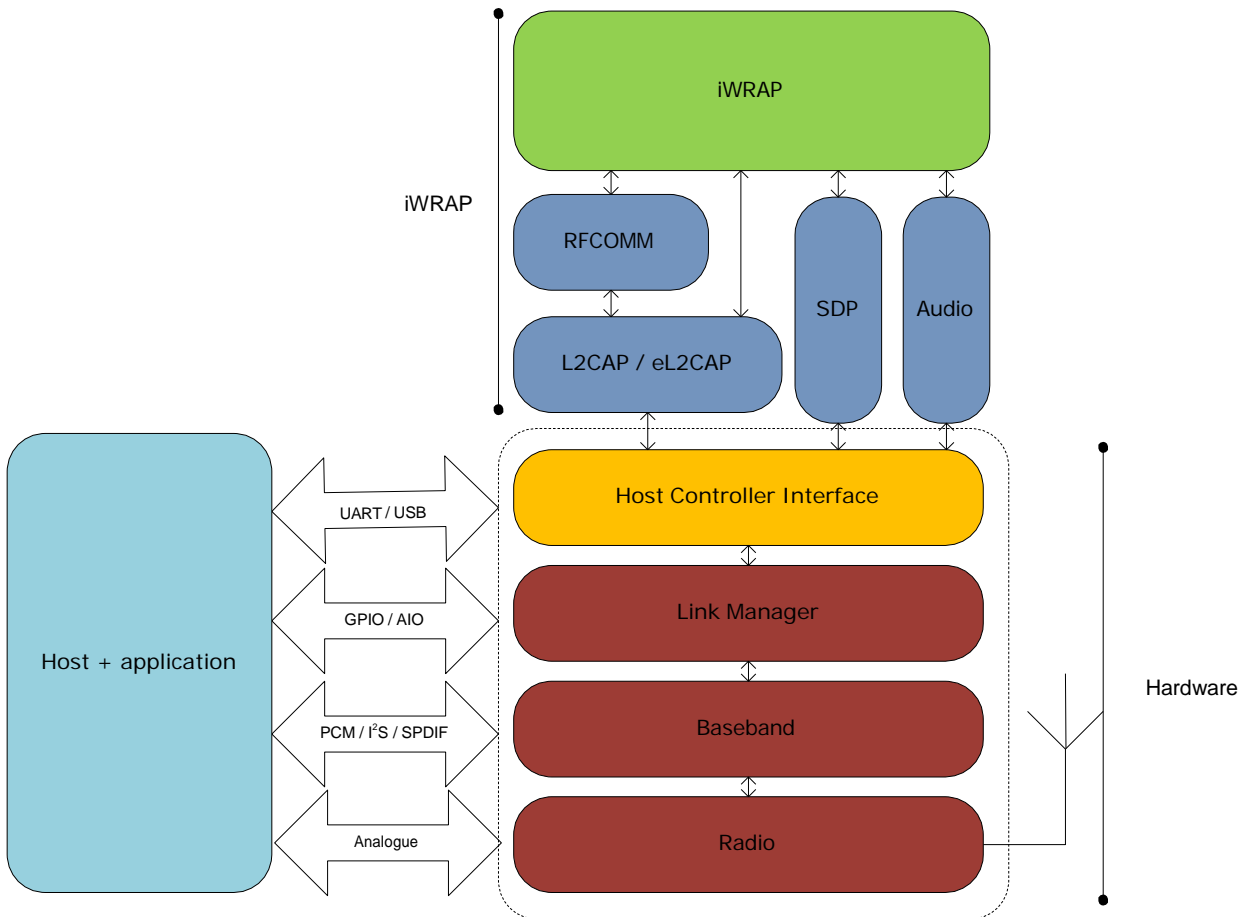 iWRAP
iWRAP
RFCOMM
SDP
Audio
L2CAP / eL2CAP
Host Controller Interface
UART / USB
Link Manager
GPIO / AIO
Host + application
Hardware
PCM / I²S / SPDIF
Baseband
Analogue
Radio